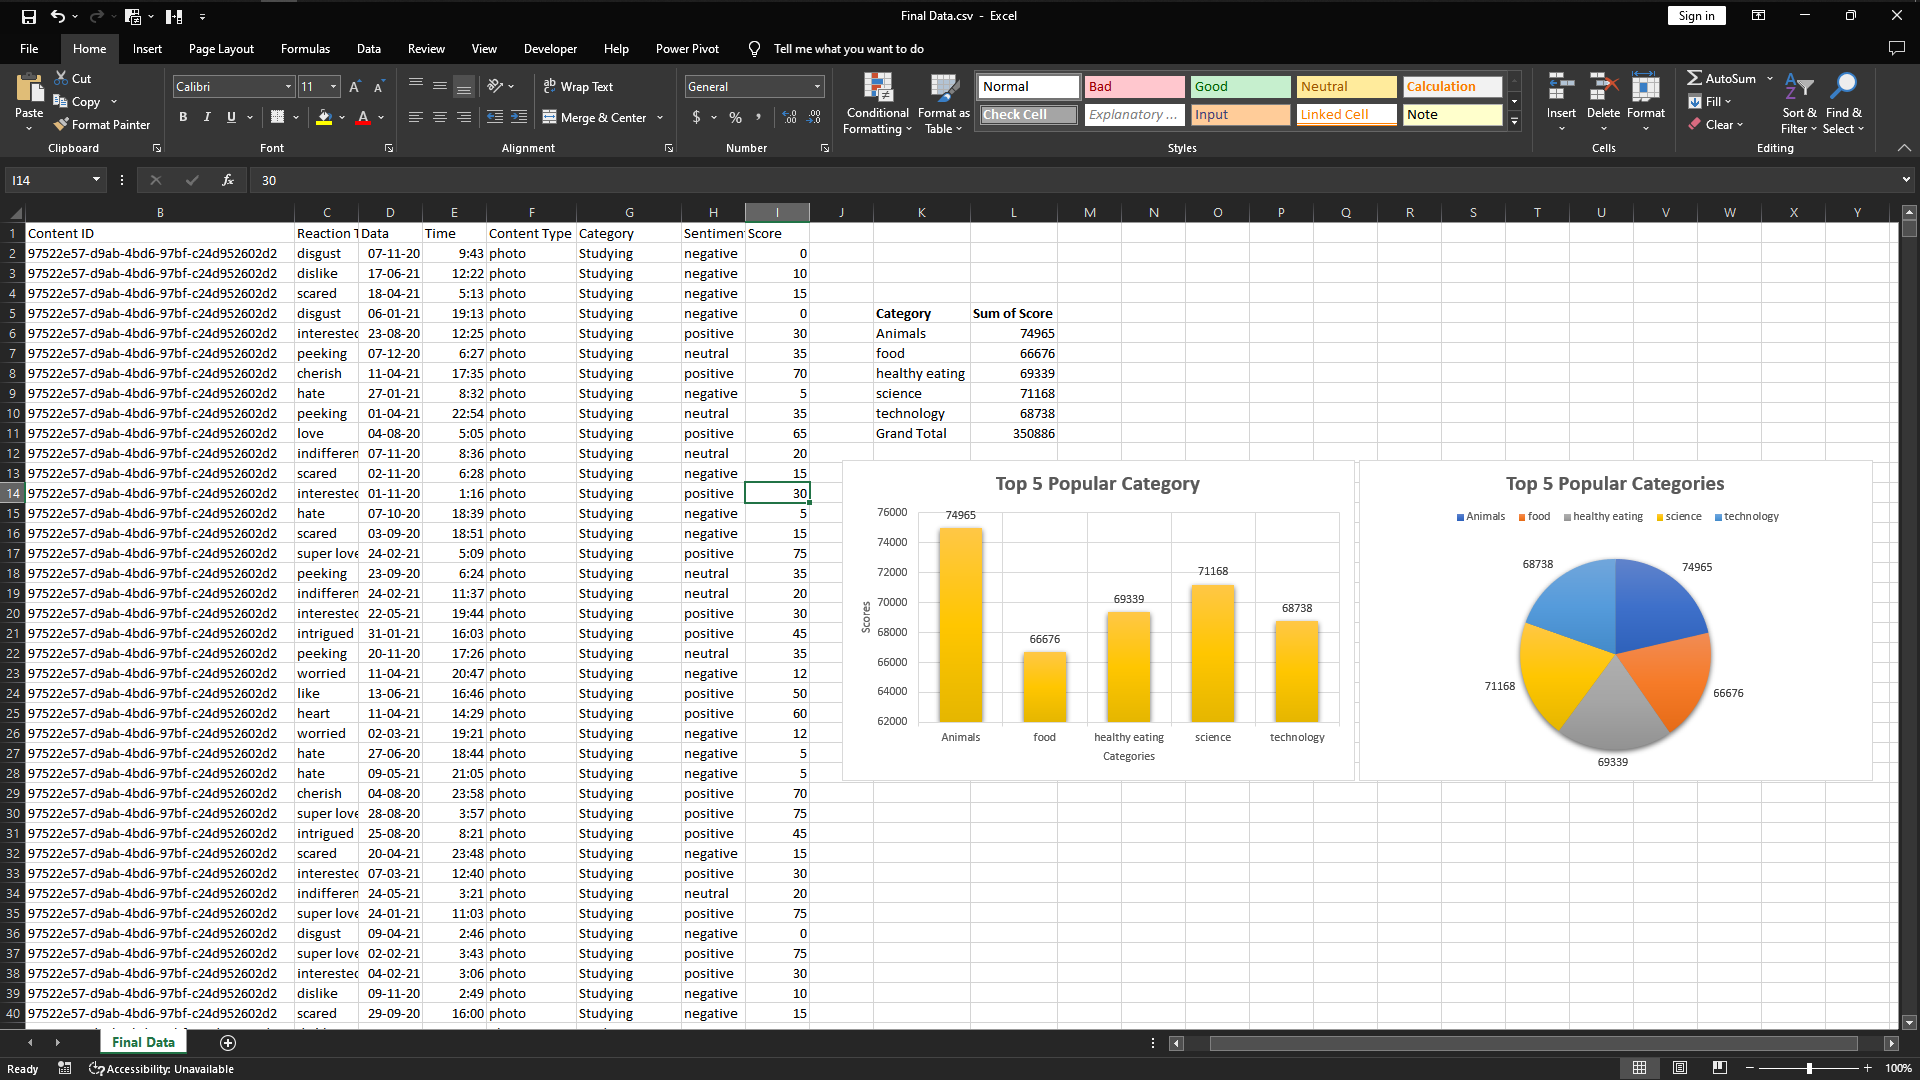 Final Data.csv - Excel
Sign in
File Home Insert Page Layout Formulas Data Review View Developer Help Power Pivot Tell me what you want to do
Paste
Cut
Copy
Format Painter
Clipboard
Calibri 11
B I U A
Font
Wrap Text
Merge & Center
Alignment
General
$ % ,
Number
Conditional Formatting
Format as Table
Normal Bad Good Neutral Calculation
Check Cell Explanatory ... Input Linked Cell Note
Styles
Insert Delete Format
Cells
AutoSum
Fill
Clear
Sort & Filter
Find & Select
Editing
I14 fx 30
B C D E F G H I J K L M N O P Q R S T U V W X Y
1 Content ID Reaction T Data Time Content Type Category Sentimen Score
2 97522e57-d9ab-4bd6-97bf-c24d952602d2 disgust 07-11-20 9:43 photo Studying negative 0
3 97522e57-d9ab-4bd6-97bf-c24d952602d2 dislike 17-06-21 12:22 photo Studying negative 10
4 97522e57-d9ab-4bd6-97bf-c24d952602d2 scared 18-04-21 5:13 photo Studying negative 15
5 97522e57-d9ab-4bd6-97bf-c24d952602d2 disgust 06-01-21 19:13 photo Studying negative 0 Category Sum of Score
6 97522e57-d9ab-4bd6-97bf-c24d952602d2 interested 23-08-20 12:25 photo Studying positive 30 Animals 74965
7 97522e57-d9ab-4bd6-97bf-c24d952602d2 peeking 07-12-20 6:27 photo Studying neutral 35 food 66676
8 97522e57-d9ab-4bd6-97bf-c24d952602d2 cherish 11-04-21 17:35 photo Studying positive 70 healthy eating 69339
9 97522e57-d9ab-4bd6-97bf-c24d952602d2 hate 27-01-21 8:32 photo Studying negative 5 science 71168
10 97522e57-d9ab-4bd6-97bf-c24d952602d2 peeking 01-04-21 22:54 photo Studying neutral 35 technology 68738
11 97522e57-d9ab-4bd6-97bf-c24d952602d2 love 04-08-20 5:05 photo Studying positive 65 Grand Total 350886
12 97522e57-d9ab-4bd6-97bf-c24d952602d2 indifferen 07-11-20 8:36 photo Studying neutral 20
13 97522e57-d9ab-4bd6-97bf-c24d952602d2 scared 02-11-20 6:28 photo Studying negative 15
14 97522e57-d9ab-4bd6-97bf-c24d952602d2 interested 01-11-20 1:16 photo Studying positive 30
15 97522e57-d9ab-4bd6-97bf-c24d952602d2 hate 07-10-20 18:39 photo Studying negative 5
16 97522e57-d9ab-4bd6-97bf-c24d952602d2 scared 03-09-20 18:51 photo Studying negative 15
17 97522e57-d9ab-4bd6-97bf-c24d952602d2 super love 24-02-21 5:09 photo Studying positive 75
18 97522e57-d9ab-4bd6-97bf-c24d952602d2 peeking 23-09-20 6:24 photo Studying neutral 35
19 97522e57-d9ab-4bd6-97bf-c24d952602d2 indifferen 24-02-21 11:37 photo Studying neutral 20
20 97522e57-d9ab-4bd6-97bf-c24d952602d2 interested 22-05-21 19:44 photo Studying positive 30
21 97522e57-d9ab-4bd6-97bf-c24d952602d2 intrigued 31-01-21 16:03 photo Studying positive 45
22 97522e57-d9ab-4bd6-97bf-c24d952602d2 peeking 20-11-20 17:26 photo Studying neutral 35
23 97522e57-d9ab-4bd6-97bf-c24d952602d2 worried 11-04-21 20:47 photo Studying negative 12
24 97522e57-d9ab-4bd6-97bf-c24d952602d2 like 13-06-21 16:46 photo Studying positive 50
25 97522e57-d9ab-4bd6-97bf-c24d952602d2 heart 11-04-21 14:29 photo Studying positive 60
26 97522e57-d9ab-4bd6-97bf-c24d952602d2 worried 02-03-21 19:21 photo Studying negative 12
27 97522e57-d9ab-4bd6-97bf-c24d952602d2 hate 27-06-20 18:44 photo Studying negative 5
28 97522e57-d9ab-4bd6-97bf-c24d952602d2 hate 09-05-21 21:05 photo Studying negative 5
29 97522e57-d9ab-4bd6-97bf-c24d952602d2 cherish 04-08-20 23:58 photo Studying positive 70
30 97522e57-d9ab-4bd6-97bf-c24d952602d2 super love 28-08-20 3:57 photo Studying positive 75
31 97522e57-d9ab-4bd6-97bf-c24d952602d2 intrigued 25-08-20 8:21 photo Studying positive 45
32 97522e57-d9ab-4bd6-97bf-c24d952602d2 scared 20-04-21 23:48 photo Studying negative 15
33 97522e57-d9ab-4bd6-97bf-c24d952602d2 interested 07-03-21 12:40 photo Studying positive 30
34 97522e57-d9ab-4bd6-97bf-c24d952602d2 indifferen 24-05-21 3:21 photo Studying neutral 20
35 97522e57-d9ab-4bd6-97bf-c24d952602d2 super love 24-01-21 11:03 photo Studying positive 75
36 97522e57-d9ab-4bd6-97bf-c24d952602d2 disgust 09-04-21 2:46 photo Studying negative 0
37 97522e57-d9ab-4bd6-97bf-c24d952602d2 super love 02-02-21 3:43 photo Studying positive 75
38 97522e57-d9ab-4bd6-97bf-c24d952602d2 interested 04-02-21 3:06 photo Studying positive 30
39 97522e57-d9ab-4bd6-97bf-c24d952602d2 dislike 09-11-20 2:49 photo Studying negative 10
40 97522e57-d9ab-4bd6-97bf-c24d952602d2 scared 29-09-20 16:00 photo Studying negative 15
Top 5 Popular Category
76000
74000
72000
70000
68000
66000
64000
62000
Scores
74965
66676
69339
71168
68738
Animals food healthy eating science technology
Categories
Top 5 Popular Categories
Animals food healthy eating science technology
68738 74965
71168 66676
69339
Final Data
Ready Accessibility: Unavailable 100%